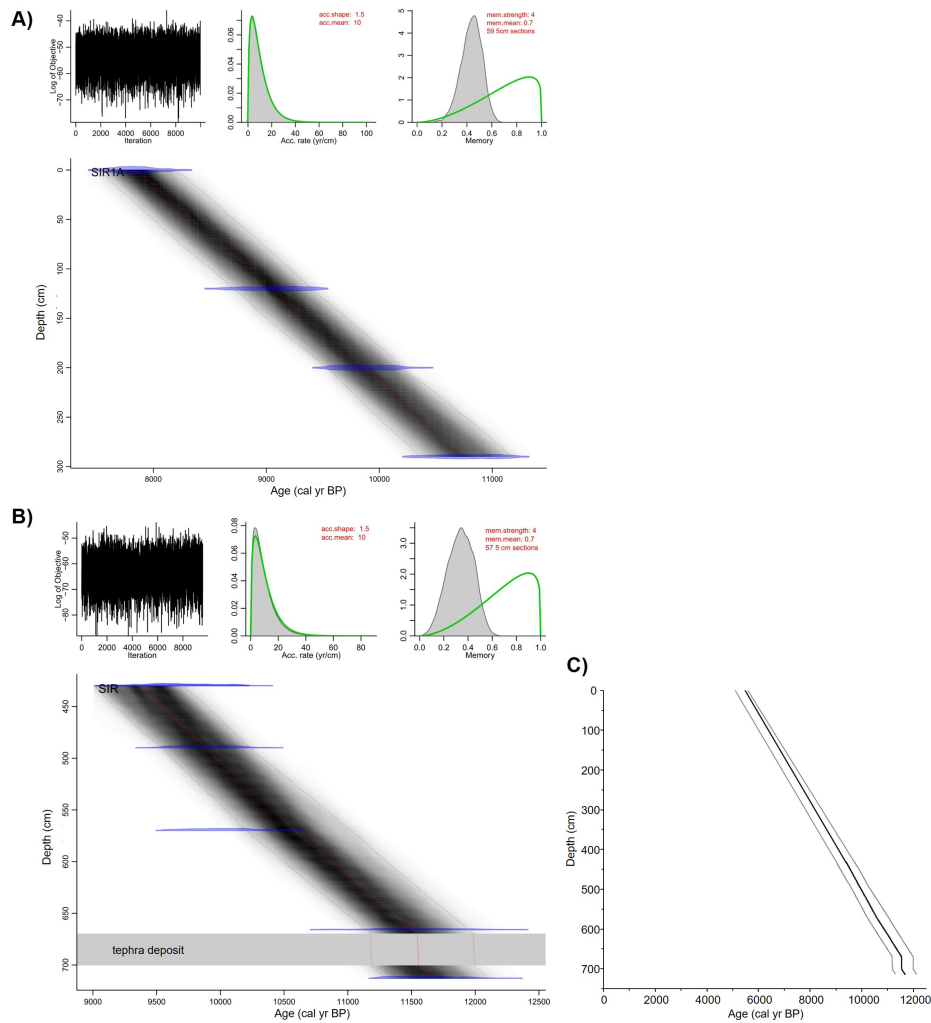 A)
−40
−50
−60
−70
Log of Objective
0 2000 4000 6000 8000
Iteration
acc.shape: 1.5
acc.mean: 10
0.00 0.02 0.04 0.06
0 20 40 60 80 100
Acc. rate (yr/cm)
mem.strength: 4
mem.mean: 0.7
59 5cm sections
0 1 2 3 4 5
0.0 0.2 0.4 0.6 0.8 1.0
Memory
SIR1A
0
50
100
150
200
250
300
Depth (cm)
8000 9000 10000 11000
Age (cal yr BP)
B)
−50
−60
−70
−80
Log of Objective
0 2000 4000 6000 8000
Iteration
acc.shape: 1.5
acc.mean: 10
0.00 0.02 0.04 0.06 0.08
0 20 40 60 80
Acc. rate (yr/cm)
mem.strength: 4
mem.mean: 0.7
57 5 cm sections
0.0 1.0 2.0 3.0
0.0 0.2 0.4 0.6 0.8 1.0
Memory
SIR
450
500
550
600
650
700
Depth (cm)
tephra deposit
9000 9500 10000 10500 11000 11500 12000 12500
Age (cal yr BP)
C)
0
100
200
300
400
500
600
700
Depth (cm)
0 2000 4000 6000 8000 10000 12000
Age (cal yr BP)